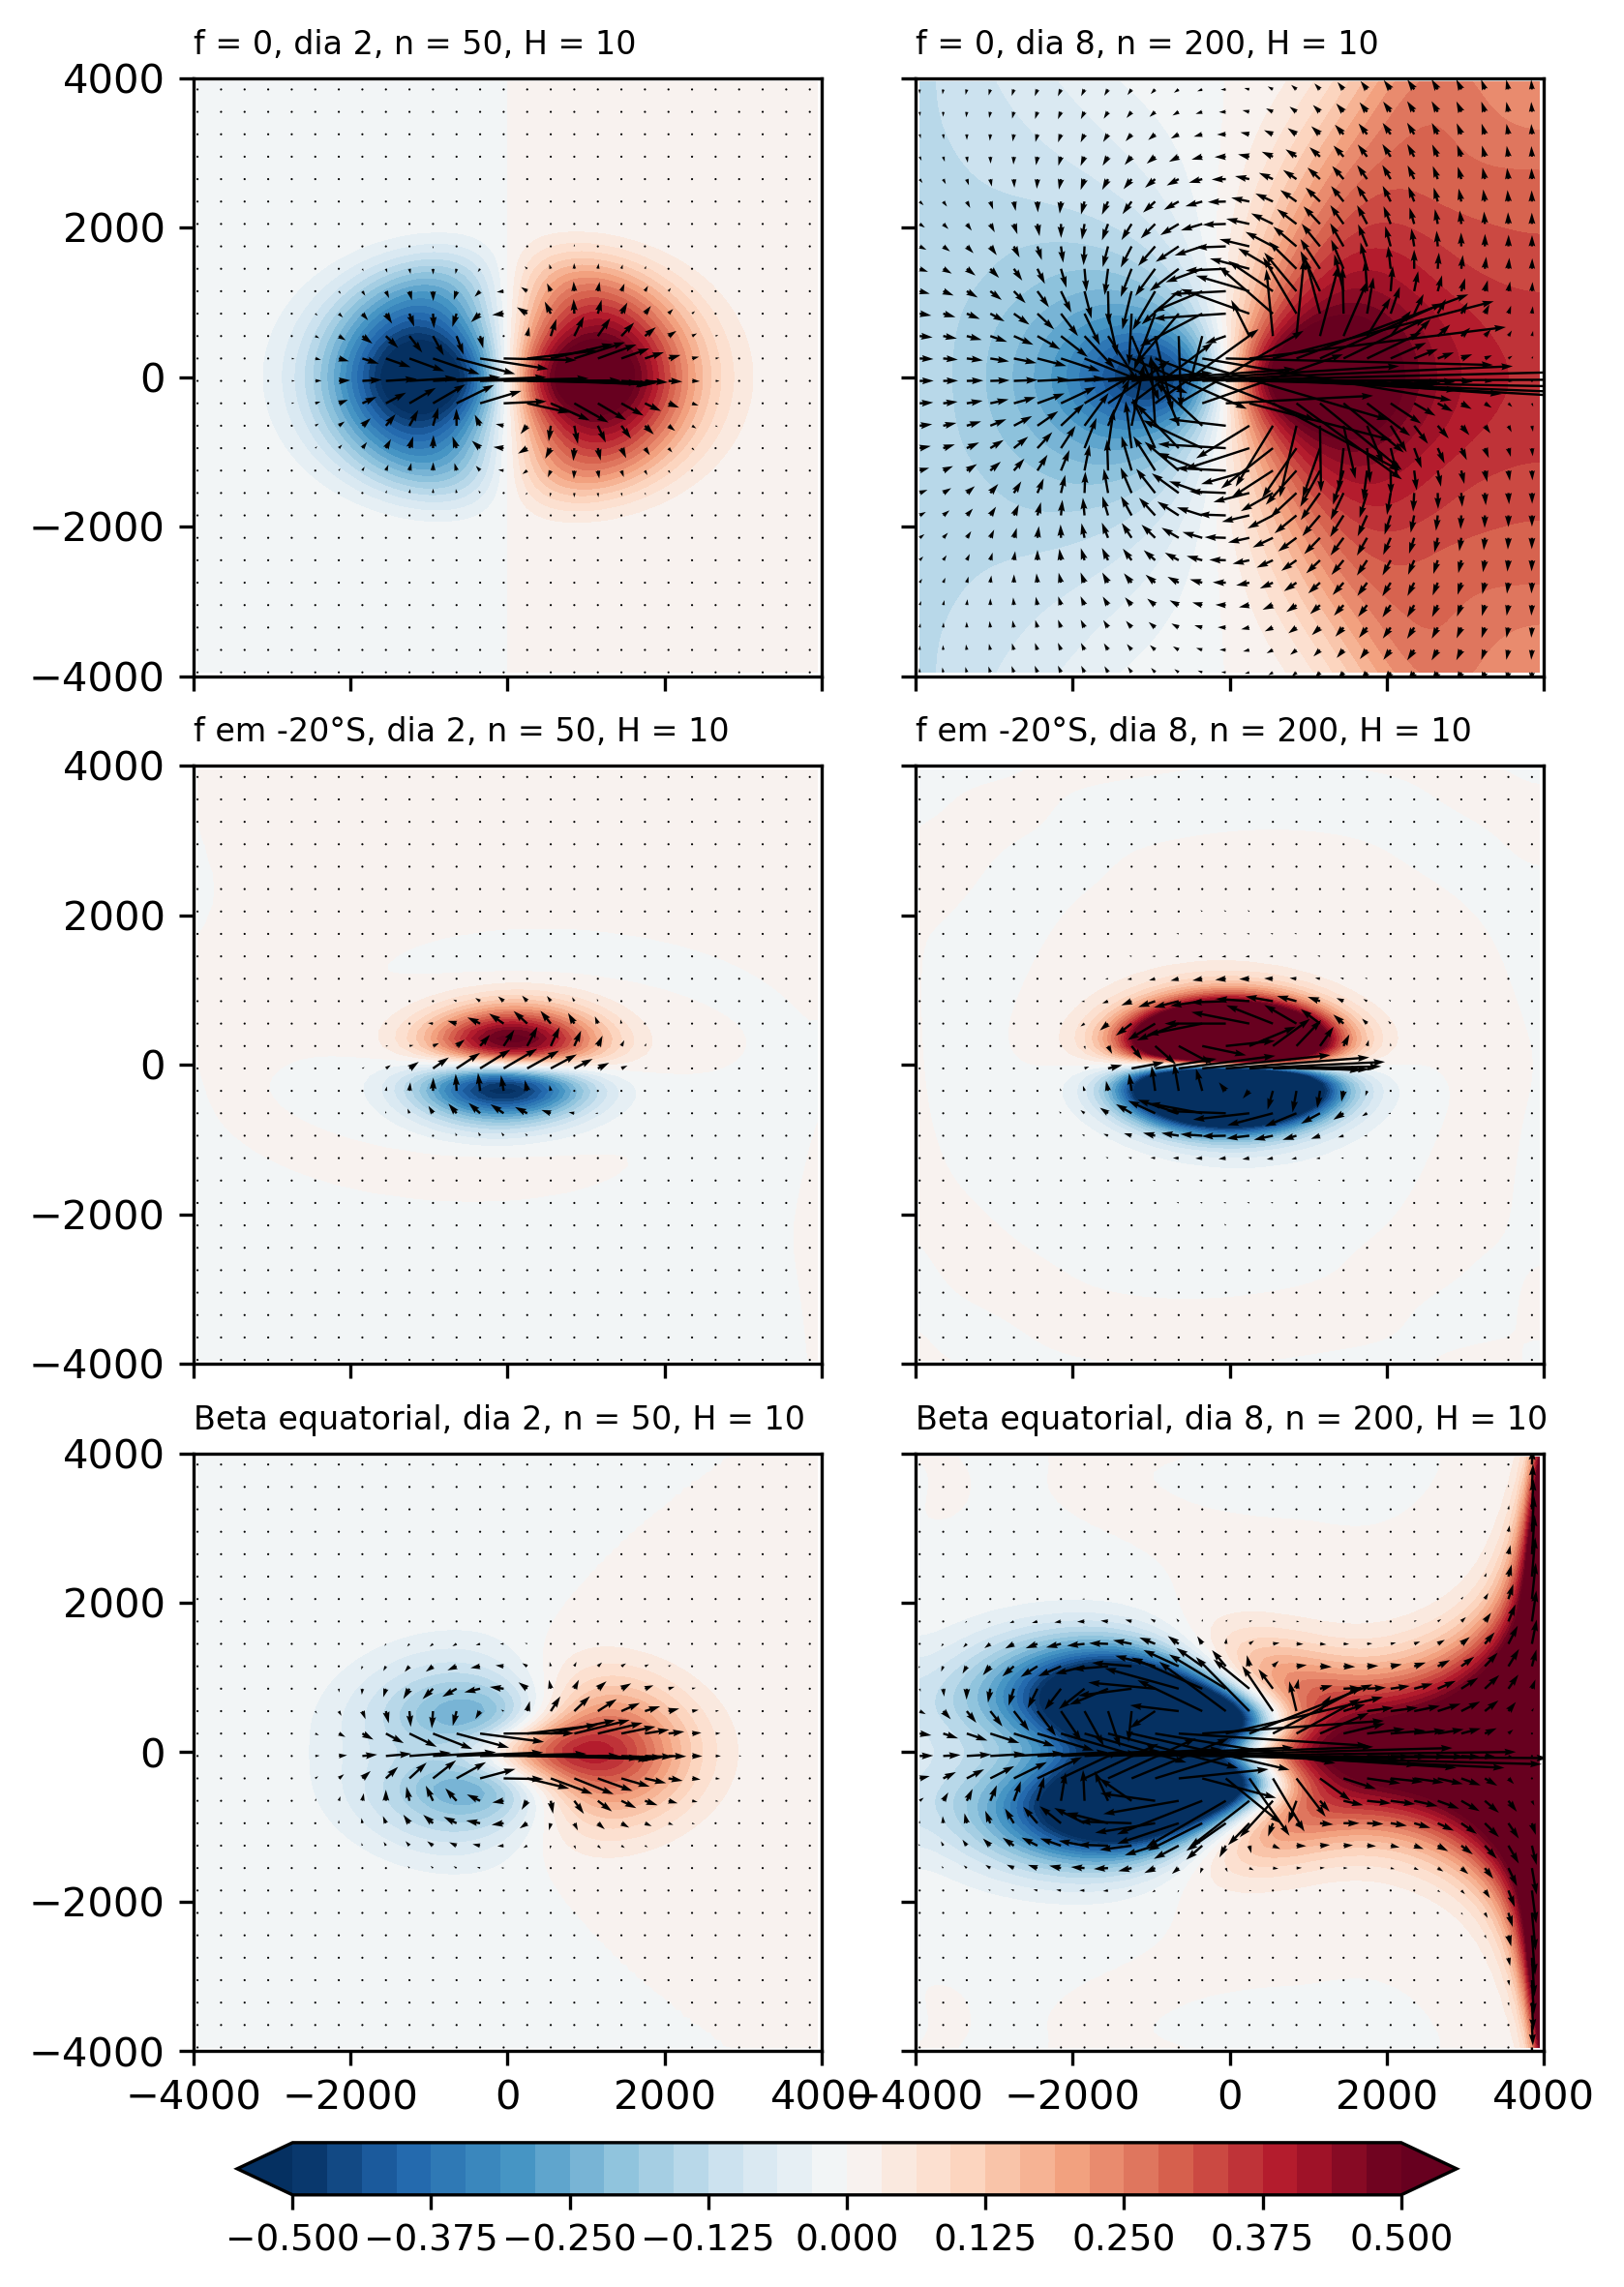 f = 0, dia 2, n = 50, H = 10
f = 0, dia 8, n = 200, H = 10
4000
2000
0
−2000
−4000
f em -20°S, dia 2, n = 50, H = 10
f em -20°S, dia 8, n = 200, H = 10
4000
2000
0
−2000
−4000
Beta equatorial, dia 2, n = 50, H = 10
Beta equatorial, dia 8, n = 200, H = 10
4000
2000
0
−2000
−4000
−4000 −2000 0 2000 4000
−4000 −2000 0 2000 4000
−0.500 −0.375 −0.250 −0.125 0.000 0.125 0.250 0.375 0.500